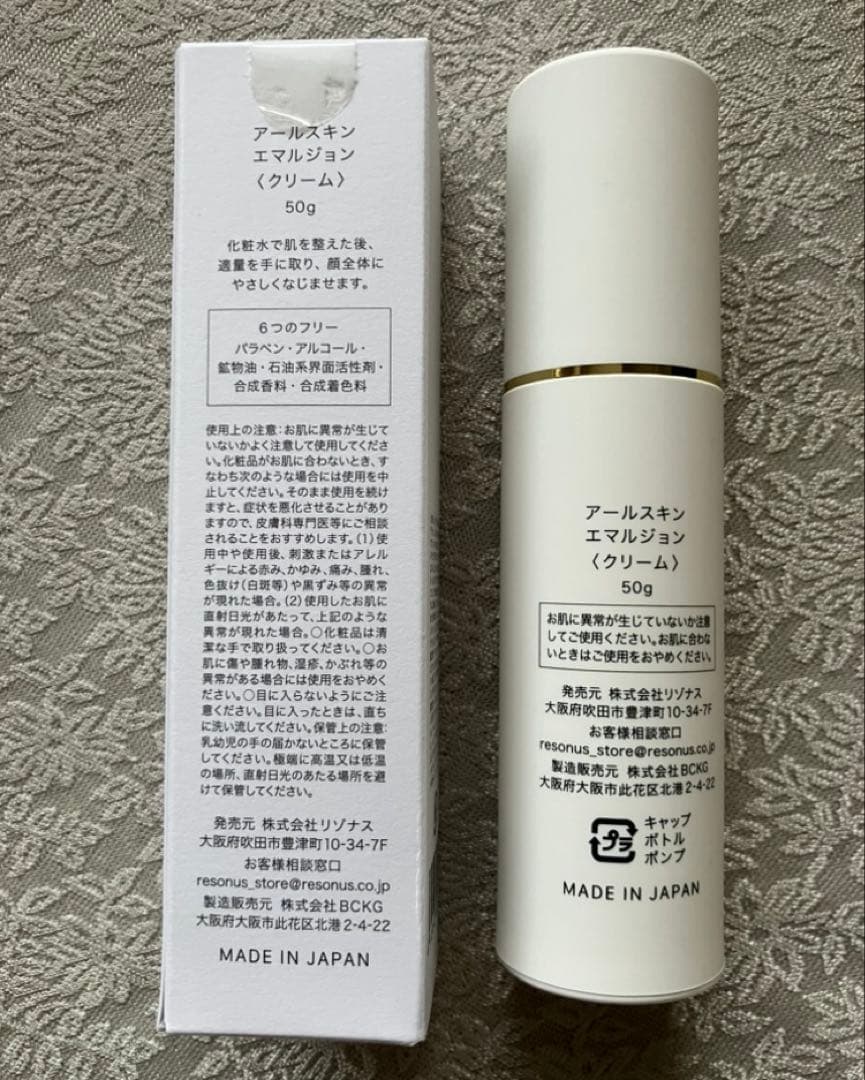 アールスキン
エマルジョン
〈クリーム〉
50g
化粧水で肌を整えた後、
適量を手に取り、顔全体に
やさしくなじませます。
6つのフリー
パラベン・アルコール・
鉱物油・石油系界面活性剤・
合成香料・合成着色料
使用上の注意:お肌に異常が生じて
いないかよく注意して使用してくださ
い。化粧品がお肌に合わないとき、す
なわち次のような場合には使用を中
止してください。そのまま使用を続け
ますと、症状を悪化させることがあり
ますので、皮膚科専門医等にご相談
されることをおすすめします。(1)使
用中や使用後、刺激またはアレル
ギーによる赤み、かゆみ、痛み、腫れ、
色抜け(白斑等)や黒ずみ等の異常
が現れた場合。(2)使用したお肌に
直射日光があたって、上記のような
異常が現れた場合。○化粧品は清
潔な手で取り扱ってください。○お
肌に傷や腫れ物、湿疹、かぶれ等の
異常がある場合には使用をおやめく
ださい。○目に入らないようにご注
意ください。目に入ったときは、直ち
に洗い流してください。保管上の注意:
乳幼児の手の届かないところに保管
してください。極端に高温又は低温
の場所、直射日光のあたる場所を避
けて保管してください。
発売元 株式会社リゾナス
大阪府吹田市豊津町10-34-7F
お客様相談窓口
resonus_store@resonus.co.jp
製造販売元 株式会社BCKG
大阪府大阪市此花区北港2-4-22
MADE IN JAPAN
アールスキン
エマルジョン
〈クリーム〉
50g
お肌に異常が生じていないか注意
してご使用ください。お肌に合わな
いときはご使用をおやめください。
発売元 株式会社リゾナス
大阪府吹田市豊津町10-34-7F
お客様相談窓口
resonus_store@resonus.co.jp
製造販売元 株式会社BCKG
大阪府大阪市此花区北港2-4-22
プラ
キャップ
ボトル
ポンプ
MADE IN JAPAN